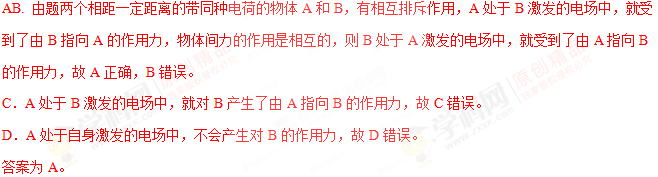 AB. 由题两个相距一定距离的带同种电荷的物体 A 和 B，有相互排斥作用，A 处于 B 激发的电场中，就受
到了由 B 指向 A 的作用力，物体间力的作用是相互的，则 B 处于 A 激发的电场中，就受到了由 A 指向 B
的作用力，故 A 正确，B 错误。
C．A 处于 B 激发的电场中，就对 B 产生了由 A 指向 B 的作用力，故 C 错误。
D．A 处于自身激发的电场中，不会产生对 B 的作用力，故 D 错误。
答案为 A。